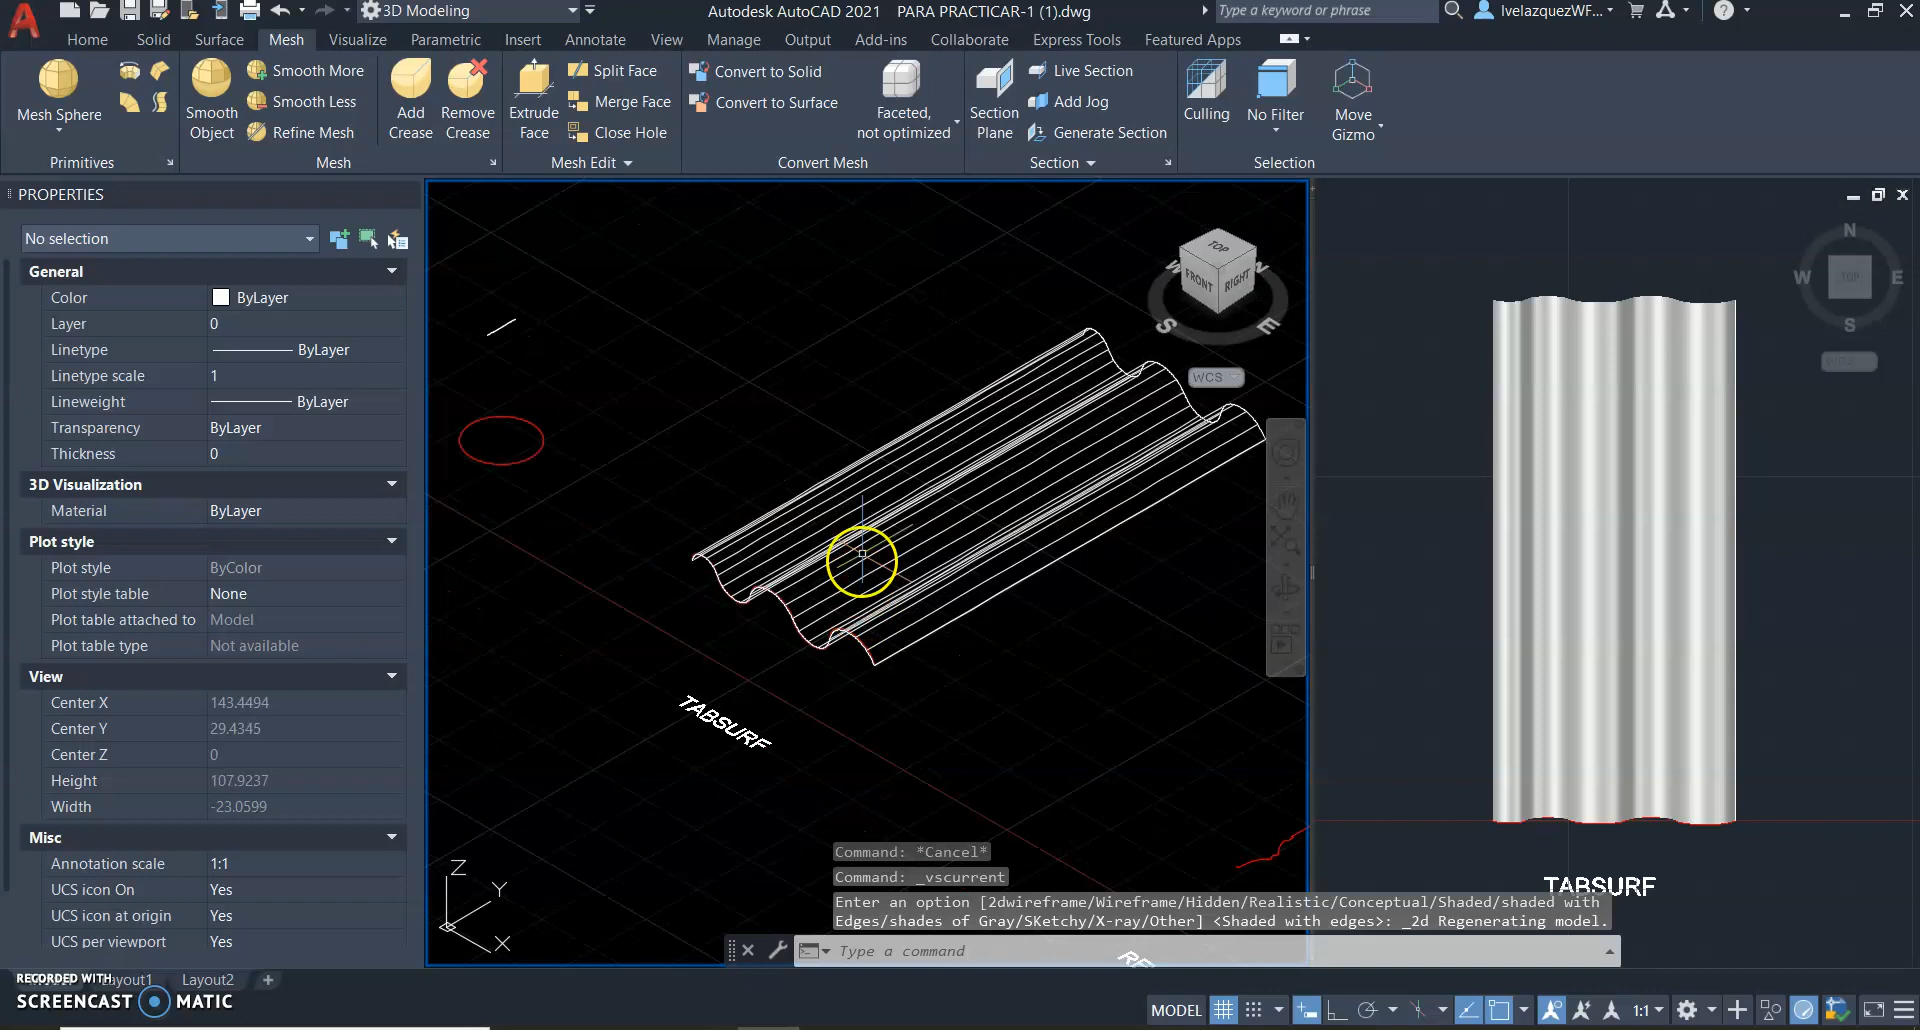 3D Modeling
Autodesk AutoCAD 2021 PARA PRACTICAR-1 (1).dwg
Type a keyword or phrase
lvelazquezWF...
Home Solid Surface Mesh Visualize Parametric Insert Annotate View Manage Output Add-ins Collaborate Express Tools Featured Apps
Mesh Sphere
Primitives
Smooth Object
Smooth More
Smooth Less
Refine Mesh
Mesh
Add Crease
Remove Crease
Extrude Face
Split Face
Merge Face
Close Hole
Mesh Edit
Convert to Solid
Convert to Surface
Faceted, not optimized
Convert Mesh
Section Plane
Live Section
Add Jog
Generate Section
Section
Culling
No Filter
Move Gizmo
Selection
PROPERTIES
No selection
General
Color ByLayer
Layer 0
Linetype ByLayer
Linetype scale 1
Lineweight ByLayer
Transparency ByLayer
Thickness 0
3D Visualization
Material ByLayer
Plot style
Plot style ByColor
Plot style table None
Plot table attached to Model
Plot table type Not available
View
Center X 143.4494
Center Y 29.4345
Center Z 0
Height 107.9237
Width -23.0599
Misc
Annotation scale 1:1
UCS icon On Yes
UCS icon at origin Yes
UCS per viewport Yes
TOP
FRONT RIGHT
W N
S E
WCS
TABSURF
Z
Y
X
N
W TOP E
S
TABSURF
Command: *Cancel*
Command: _vscurrent
Enter an option [2dwireframe/Wireframe/Hidden/Realistic/Conceptual/Shaded/shaded with
Edges/shades of Gray/SKetchy/X-ray/Other] <Shaded with edges>: _2d Regenerating model.
Type a command
Layout1 Layout2 +
RECORDED WITH
SCREENCAST MATIC
MODEL
1:1